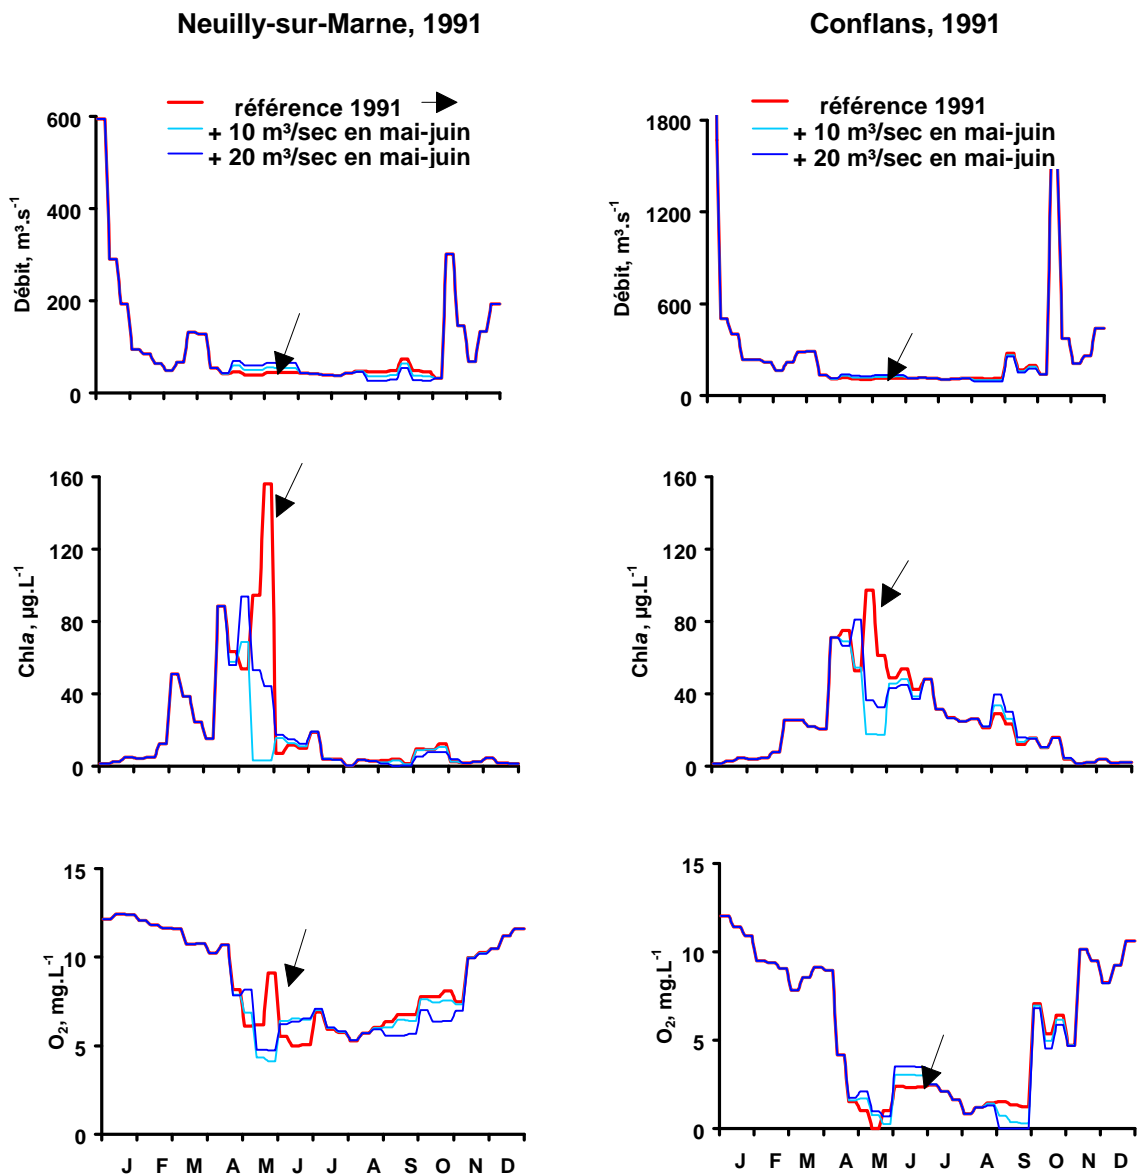 Neuilly-sur-Marne, 1991
Conflans, 1991
référence 1991
+ 10 m³/sec en mai-juin
+ 20 m³/sec en mai-juin
référence 1991
+ 10 m³/sec en mai-juin
+ 20 m³/sec en mai-juin
Débit, m³.s⁻¹
600
400
200
0
Débit, m³.s⁻¹
1800
1200
600
0
Chla, µg.L⁻¹
160
120
80
40
0
Chla, µg.L⁻¹
160
120
80
40
0
O₂, mg.L⁻¹
15
10
5
0
J F M A M J J A S O N D
O₂, mg.L⁻¹
15
10
5
0
J F M A M J J A S O N D